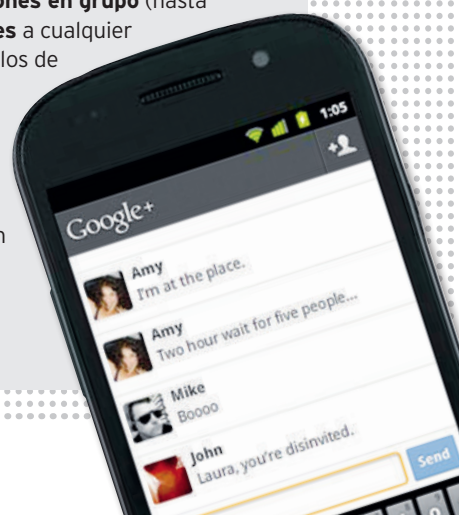 ones en grupo (hasta
es a cualquier
los de
n
1:05
Google+
Amy
I'm at the place.
Amy
Two hour wait for five people...
Mike
Boooo
John
Laura, you're disinvited.
Send